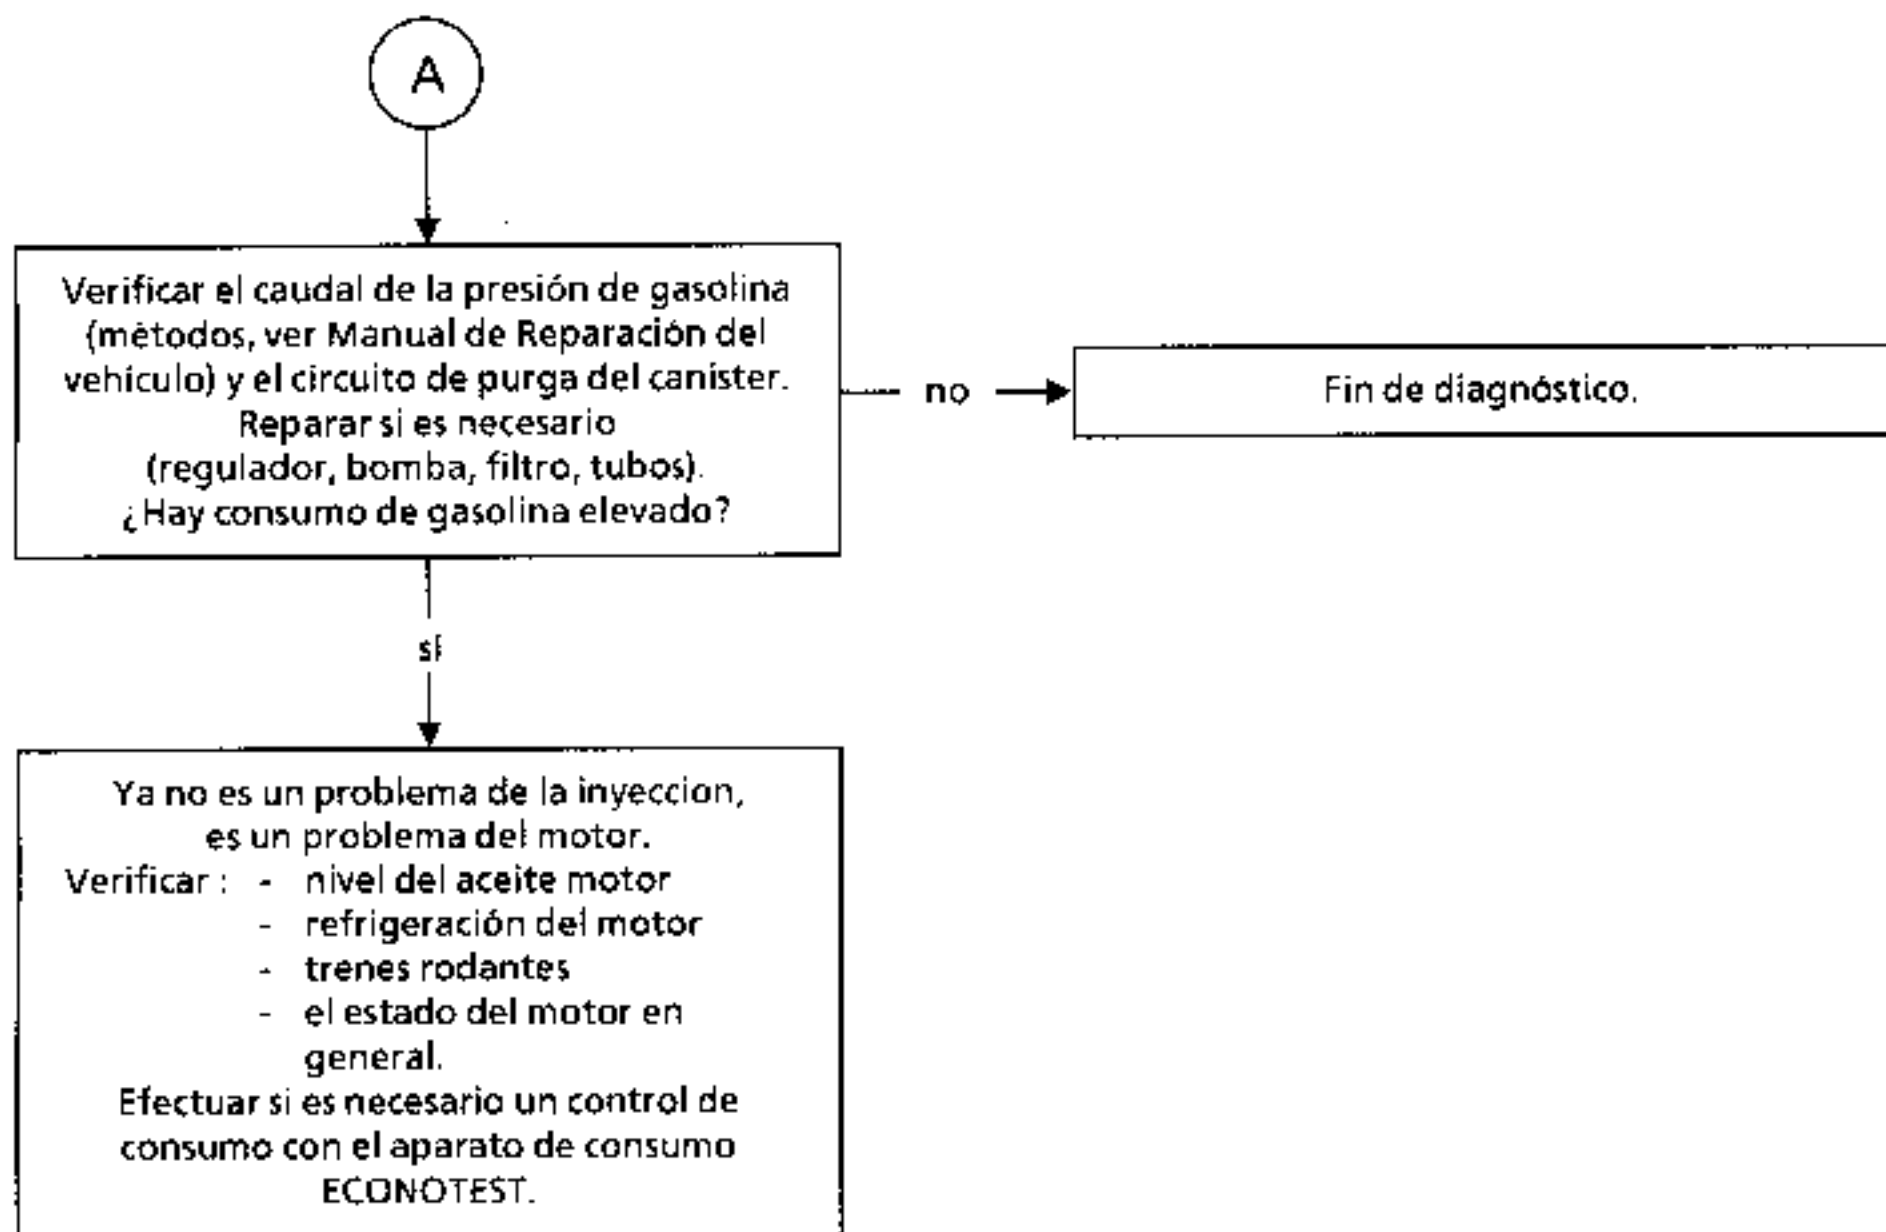 A
Verificar el caudal de la presión de gasolina
(métodos, ver Manual de Reparación del
vehículo) y el circuito de purga del canister.
Reparar si es necesario
(regulador, bomba, filtro, tubos).
¿Hay consumo de gasolina elevado?
no
Fin de diagnóstico.
sí
Ya no es un problema de la inyeccion,
es un problema del motor.
Verificar : - nivel del aceite motor
- refrigeración del motor
- trenes rodantes
- el estado del motor en
general.
Efectuar si es necesario un control de
consumo con el aparato de consumo
ECONOTEST.